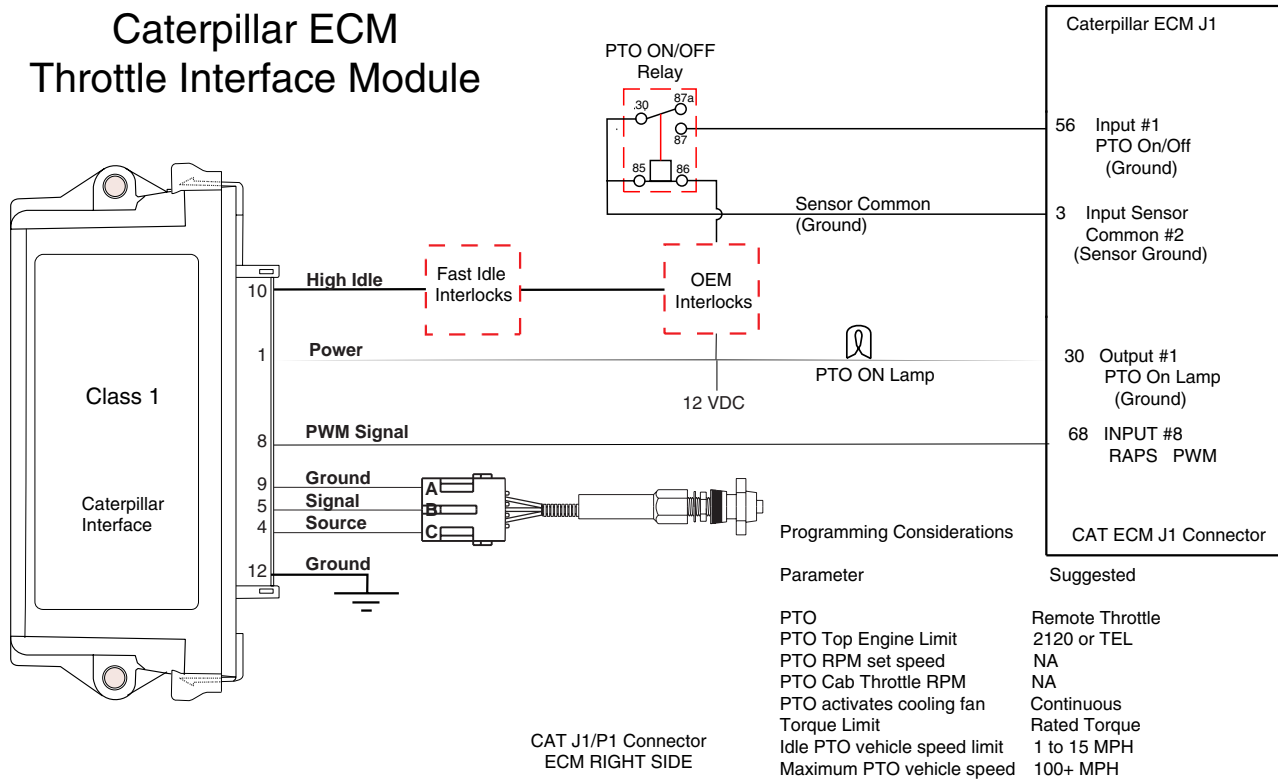 Caterpillar ECM
Throttle Interface Module
PTO ON/OFF
Relay
30
87a
87
85
86
Caterpillar ECM J1
56 Input #1
PTO On/Off
(Ground)
Sensor Common
(Ground)
3 Input Sensor
Common #2
(Sensor Ground)
10
High Idle
Fast Idle
Interlocks
OEM
Interlocks
1
Power
PTO ON Lamp
12 VDC
30 Output #1
PTO On Lamp
(Ground)
8
PWM Signal
68 INPUT #8
RAPS PWM
Class 1
Caterpillar
Interface
9
Ground
A
5
Signal
B
4
Source
C
12
Ground
CAT ECM J1 Connector
Programming Considerations
Parameter Suggested
PTO Remote Throttle
PTO Top Engine Limit 2120 or TEL
PTO RPM set speed NA
PTO Cab Throttle RPM NA
PTO activates cooling fan Continuous
Torque Limit Rated Torque
Idle PTO vehicle speed limit 1 to 15 MPH
Maximum PTO vehicle speed 100+ MPH
CAT J1/P1 Connector
ECM RIGHT SIDE